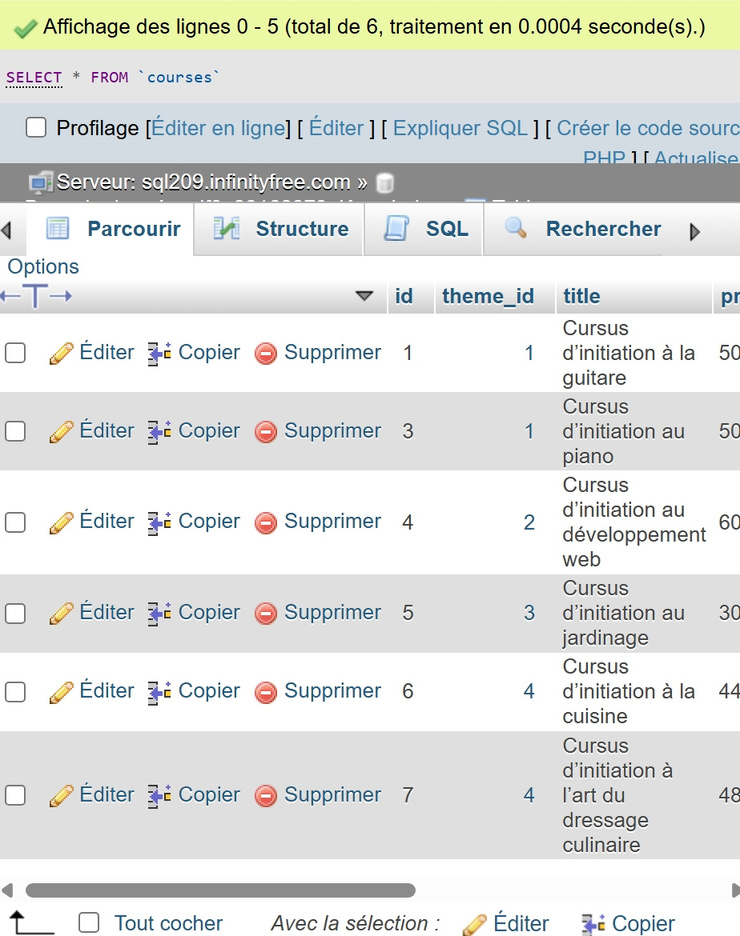 Affichage des lignes 0 - 5 (total de 6, traitement en 0.0004 seconde(s).)
SELECT * FROM `courses`
Profilage [Éditer en ligne] [ Éditer ] [ Expliquer SQL ] [ Créer le code sourc
PHP ] [ Actualise
Serveur: sql209.infinityfree.com »
Parcourir Structure SQL Rechercher
Options
id theme_id title pr
Éditer Copier Supprimer 1 1 Cursus
d’initiation à la
guitare 50
Éditer Copier Supprimer 3 1 Cursus
d’initiation au
piano 50
Éditer Copier Supprimer 4 2 Cursus
d’initiation au
développement
web 60
Éditer Copier Supprimer 5 3 Cursus
d’initiation au
jardinage 30
Éditer Copier Supprimer 6 4 Cursus
d’initiation à la
cuisine 44
Éditer Copier Supprimer 7 4 Cursus
d’initiation à
l’art du
dressage
culinaire 48
Tout cocher Avec la sélection : Éditer Copier